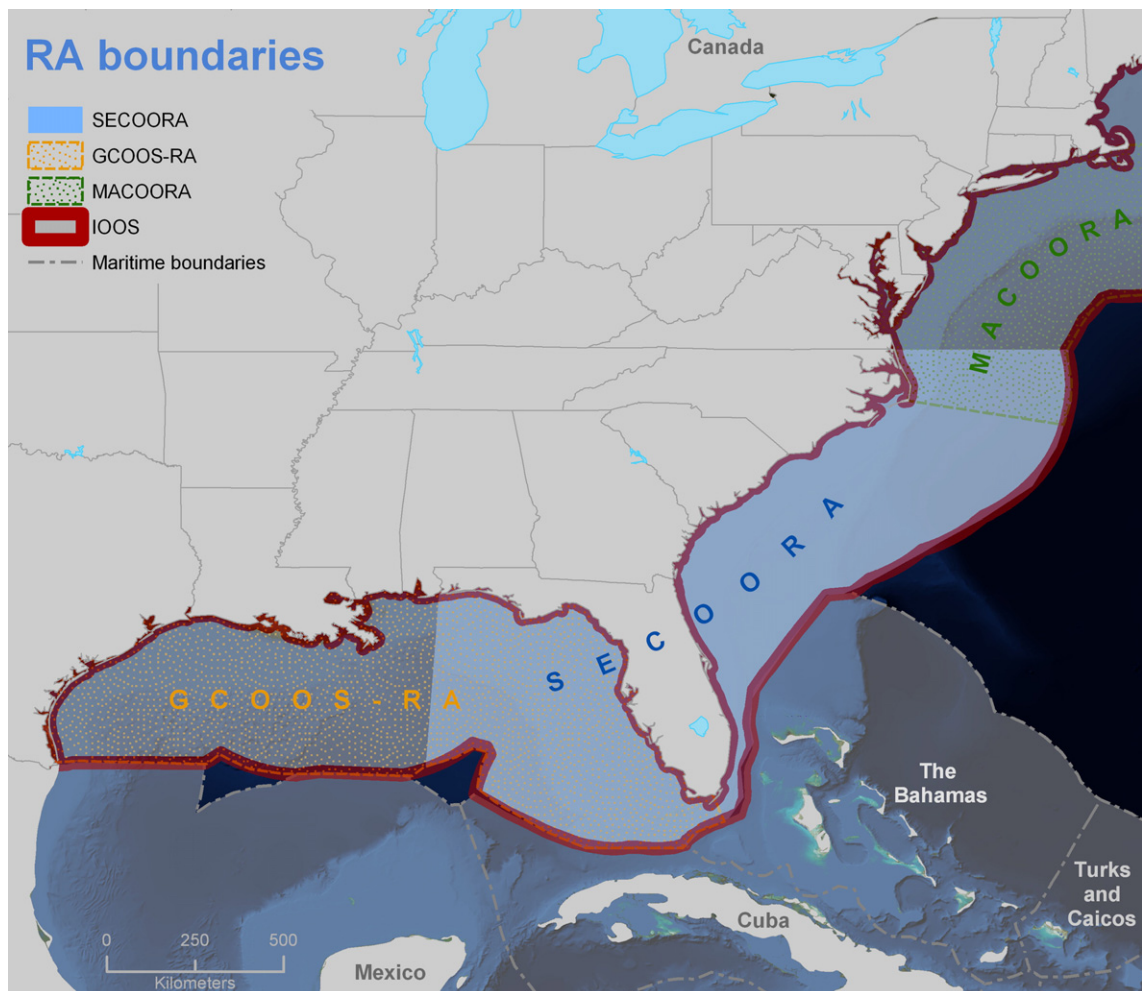 RA boundaries
SECOORA
GCOOS-RA
MACOORA
IOOS
Maritime boundaries
Canada
MACOORA
SECOORA
GCOOS-RA
The
Bahamas
Turks
and
Caicos
Cuba
Mexico
0 250 500
Kilometers